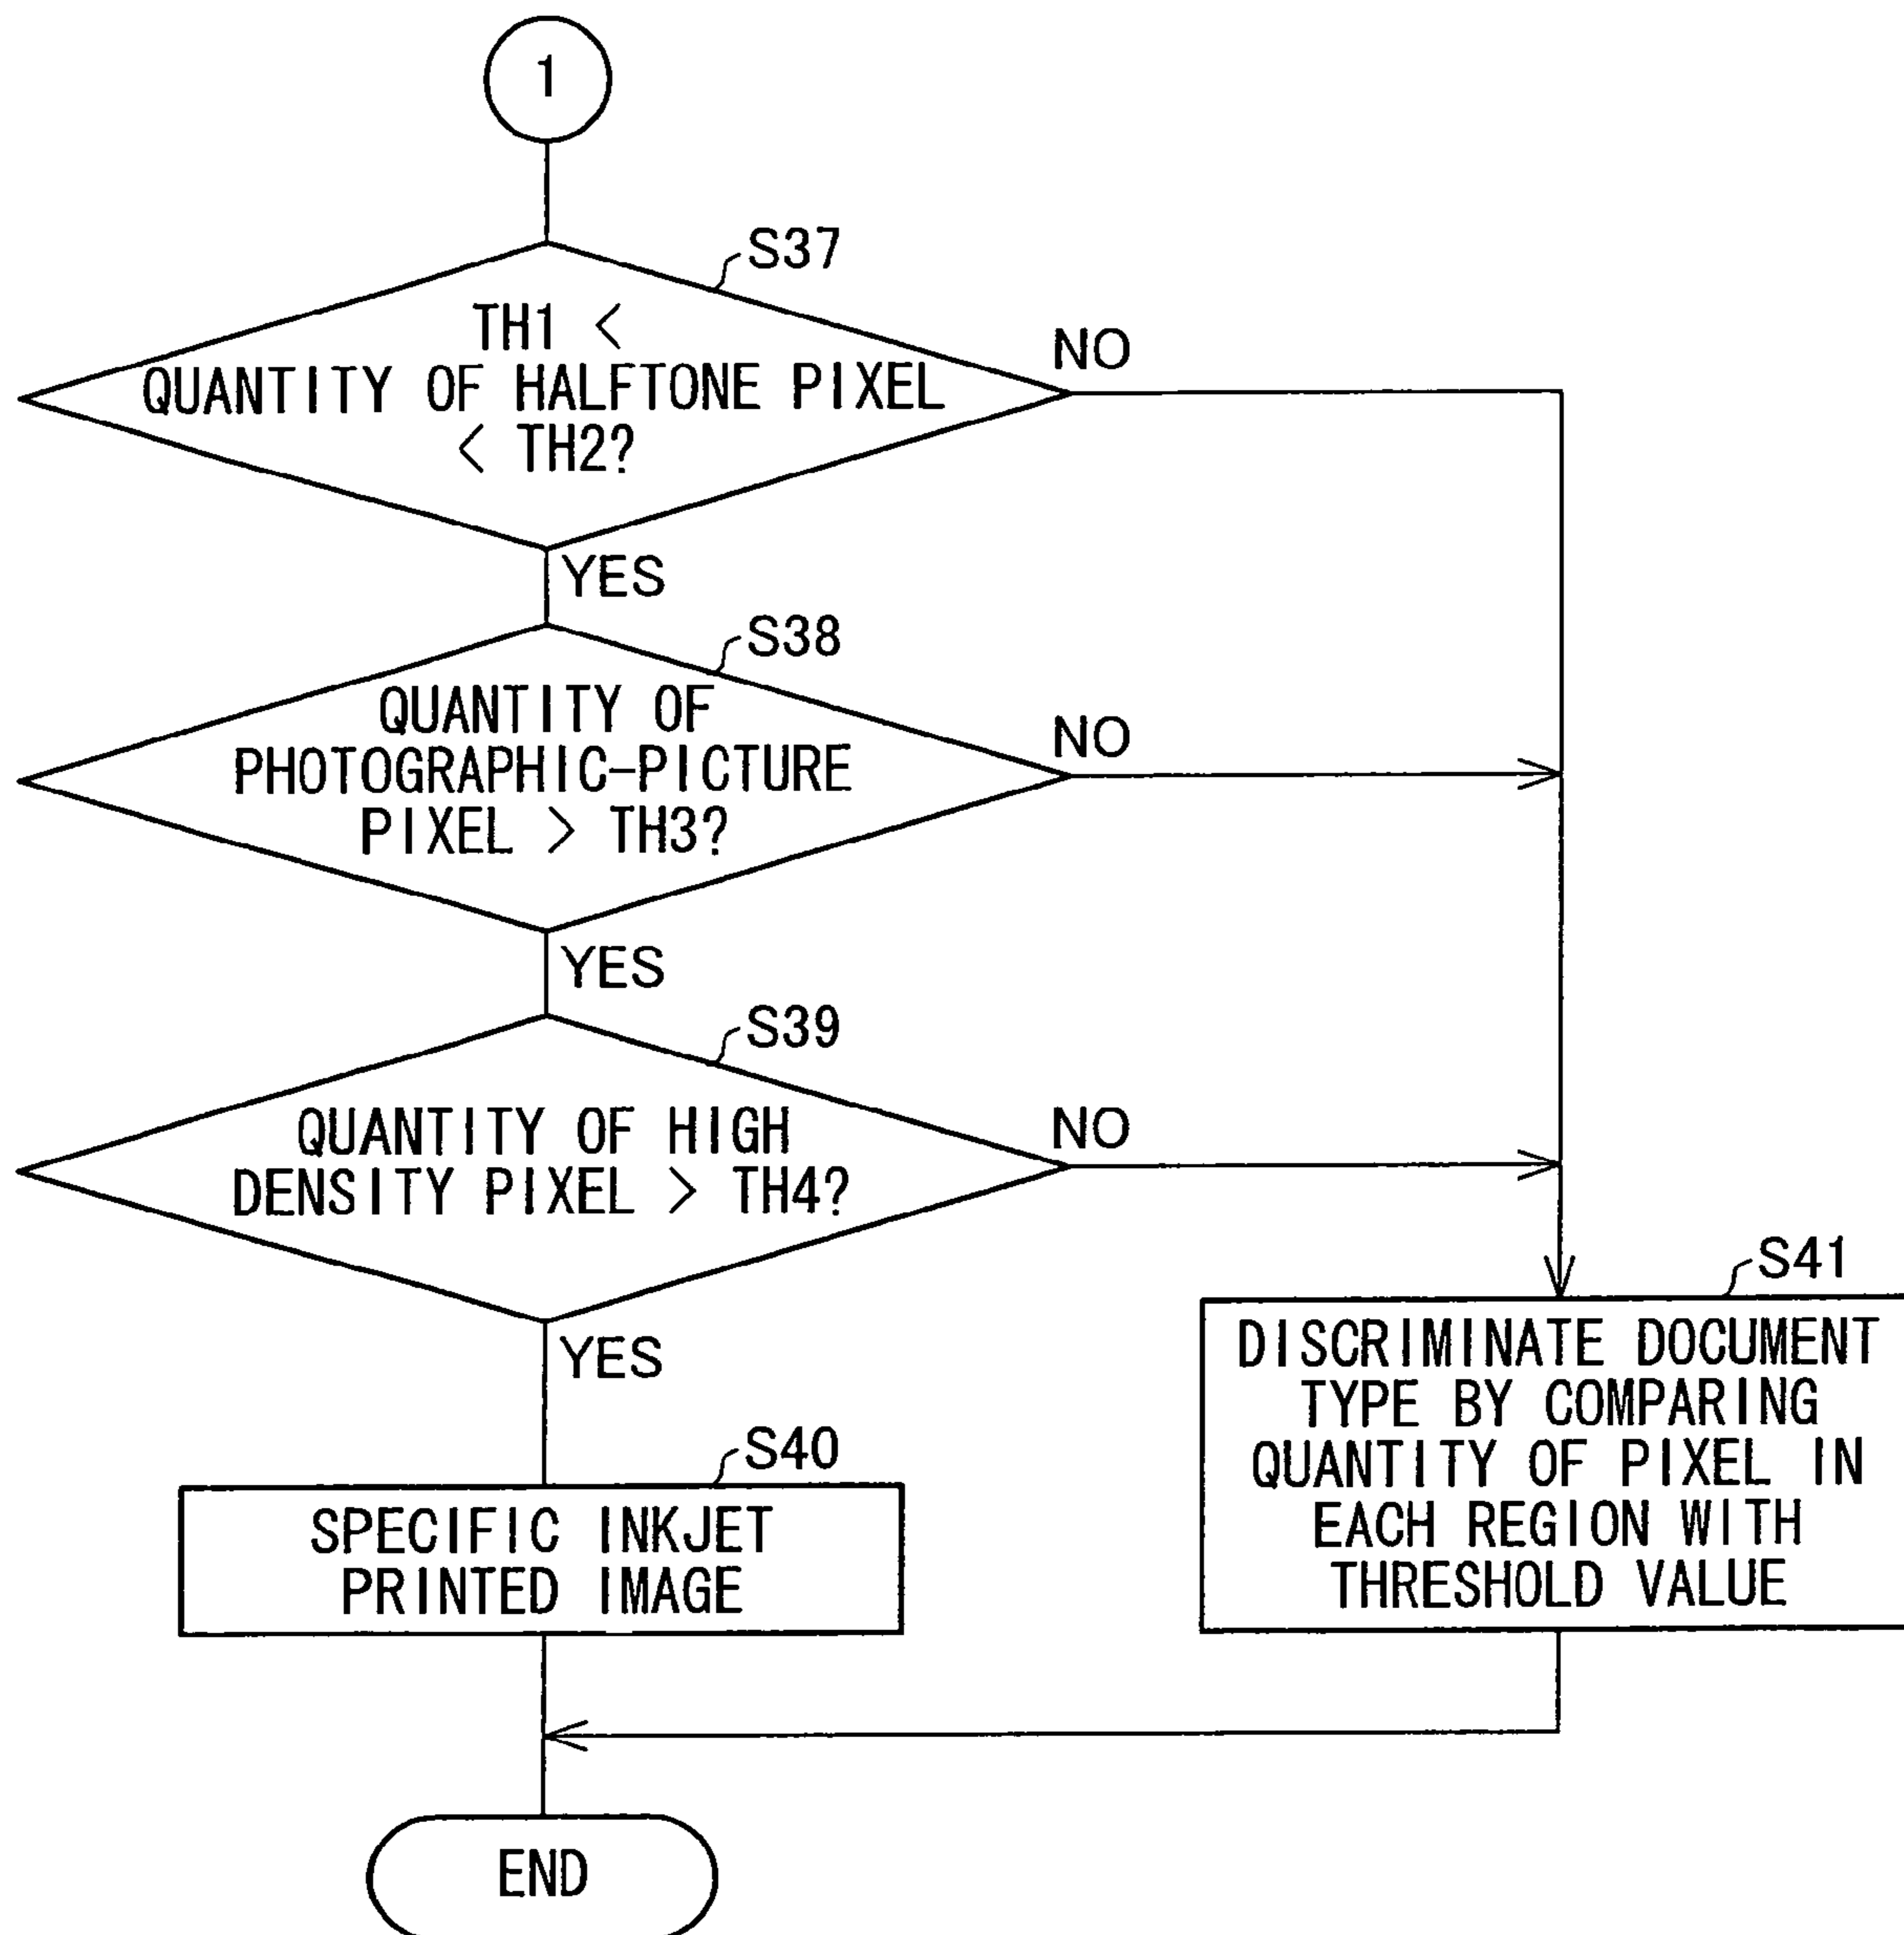 1
S37
TH1 <
QUANTITY OF HALFTONE PIXEL
< TH2?
NO
YES
S38
QUANTITY OF
PHOTOGRAPHIC-PICTURE
PIXEL > TH3?
NO
YES
S39
QUANTITY OF HIGH
DENSITY PIXEL > TH4?
NO
YES
S40
SPECIFIC INKJET
PRINTED IMAGE
S41
DISCRIMINATE DOCUMENT
TYPE BY COMPARING
QUANTITY OF PIXEL IN
EACH REGION WITH
THRESHOLD VALUE
END